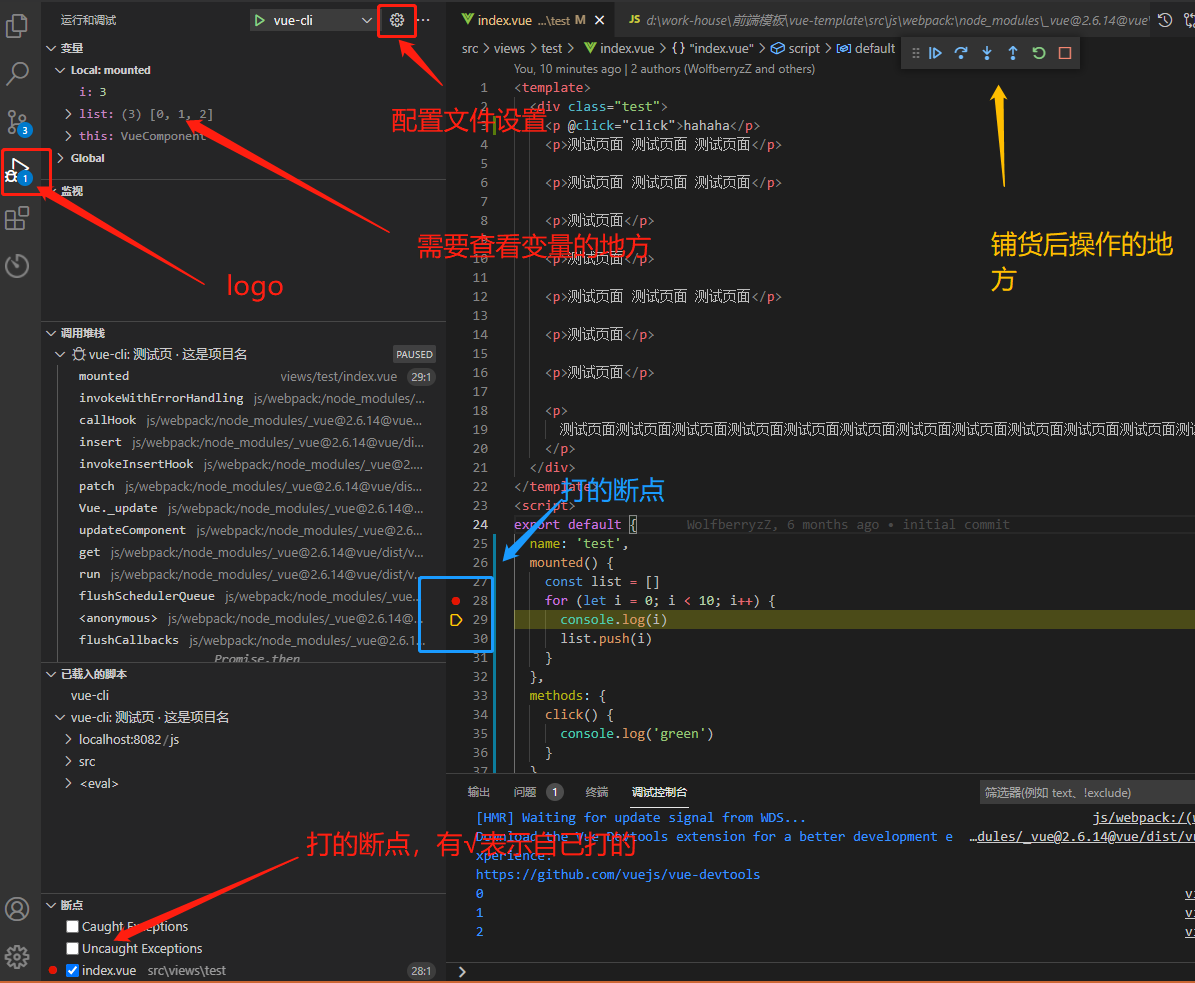 运行和调试
vue-cli
变量
Local: mounted
i: 3
list: (3) [0, 1, 2]
this: VueComponent
Global
监视
调用堆栈
vue-cli: 测试页 · 这是项目名
PAUSED
mounted views/test/index.vue 29:1
invokeWithErrorHandling js/webpack:/node_modules/...
callHook js/webpack:/node_modules/_vue@2.6.14@vue...
insert js/webpack:/node_modules/_vue@2.6.14@vue/di...
invokeInsertHook js/webpack:/node_modules/_vue@2....
patch js/webpack:/node_modules/_vue@2.6.14@vue/dis...
Vue._update js/webpack:/node_modules/_vue@2.6.14@...
updateComponent js/webpack:/node_modules/_vue@2.6...
get js/webpack:/node_modules/_vue@2.6.14@vue/dist/v...
run js/webpack:/node_modules/_vue@2.6.14@vue/dist/v...
flushSchedulerQueue js/webpack:/node_modules/_vue...
<anonymous> js/webpack:/node_modules/_vue@2.6.14@...
flushCallbacks js/webpack:/node_modules/_vue@2.6.1...
Promise.then
已载入的脚本
vue-cli
vue-cli: 测试页 · 这是项目名
localhost:8082/js
src
<eval>
断点
Caught Exceptions
Uncaught Exceptions
index.vue src\views\test 28:1
3
1
配置文件设置
需要查看变量的地方
logo
打的断点
打的断点，有√表示自己打的
铺货后操作的地
方
index.vue ...\test M
JS d:\work-house\前端模板\vue-template\src\js\webpack:\node_modules\_vue@2.6.14@vue\
src > views > test > index.vue > {} "index.vue" > script > default
You, 10 minutes ago | 2 authors (WolfberryzZ and others)
1 <template>
2 <div class="test">
<p @click="click">hahaha</p>
4 <p>测试页面 测试页面 测试页面</p>
5
6 <p>测试页面 测试页面 测试页面</p>
7
8 <p>测试页面</p>
9
10 <p>测试页面</p>
11
12 <p>测试页面 测试页面 测试页面</p>
13
14 <p>测试页面</p>
15
16 <p>测试页面</p>
17
18 <p>
19 测试页面测试页面测试页面测试页面测试页面测试页面测试页面测试页面测试页面测试页面测试页面测
20 </p>
21 </div>
22 </template>
23 <script>
24 export default { WolfberryzZ, 6 months ago • initial commit
25 name: 'test',
26 mounted() {
27 const list = []
28 for (let i = 0; i < 10; i++) {
29 console.log(i)
30 list.push(i)
31 }
32 },
33 methods: {
34 click() {
35 console.log('green')
36 }
37 }
输出 问题 1 终端 调试控制台
筛选器(例如 text、!exclude)
[HMR] Waiting for update signal from WDS... js/webpack:/(w
Download the Vue Devtools extension for a better development e …dules/_vue@2.6.14@vue/dist/vu
xperience:
https://github.com/vuejs/vue-devtools
0 vi
1 vi
2 vi